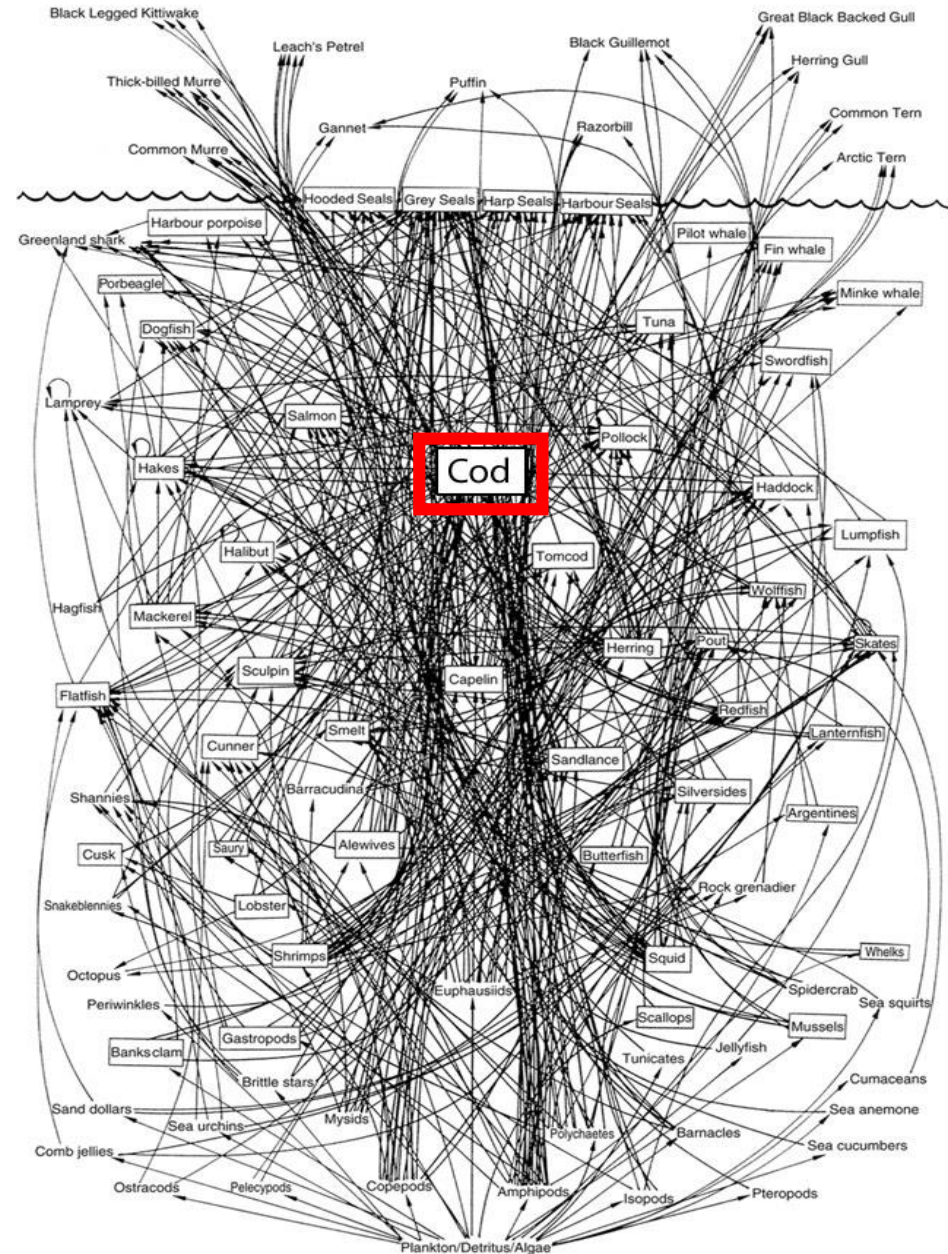 Black Legged Kittiwake
Great Black Backed Gull
Leach's Petrel
Black Guillemot
Herring Gull
Thick-billed Murre
Puffin
Common Tern
Gannet
Razorbill
Common Murre
Arctic Tern
Hooded Seals
Grey Seals
Harp Seals
Harbour Seals
Harbour porpoise
Pilot whale
Greenland shark
Fin whale
Porbeagle
Minke whale
Dogfish
Tuna
Swordfish
Lamprey
Salmon
Pollock
Hakes
Cod
Haddock
Halibut
Tomcod
Lumpfish
Hagfish
Wolffish
Mackerel
Herring
Pout
Skates
Sculpin
Capelin
Flatfish
Redfish
Smelt
Lanternfish
Cunner
Sandlance
Barracudina
Silversides
Shannies
Argentines
Saury
Alewives
Butterfish
Cusk
Rock grenadier
Snakeblennies
Lobster
Shrimps
Squid
Whelks
Octopus
Euphausiids
Spidercrab
Sea squirts
Periwinkles
Scallops
Mussels
Gastropods
Banksclam
Tunicates
Jellyfish
Brittle stars
Cumaceans
Sand dollars
Mysids
Sea anemone
Sea urchins
Polychaetes
Barnacles
Sea cucumbers
Comb jellies
Ostracods
Pelecypods
Copepods
Amphipods
Isopods
Pteropods
Plankton/Detritus/Algae